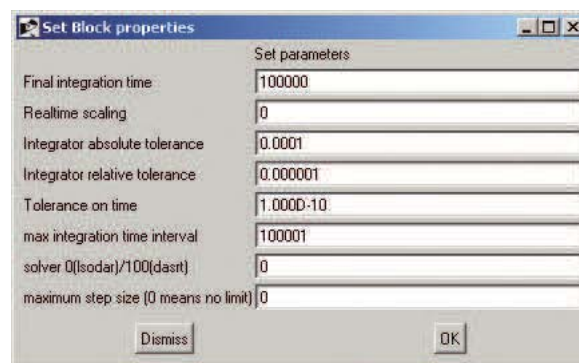 Set Block properties
Set parameters
Final integration time 100000
Realtime scaling 0
Integrator absolute tolerance 0.0001
Integrator relative tolerance 0.000001
Tolerance on time 1.000D-10
max integration time interval 100001
solver 0(lsodar)/100(dasrt) 0
maximum step size (0 means no limit) 0
Dismiss OK